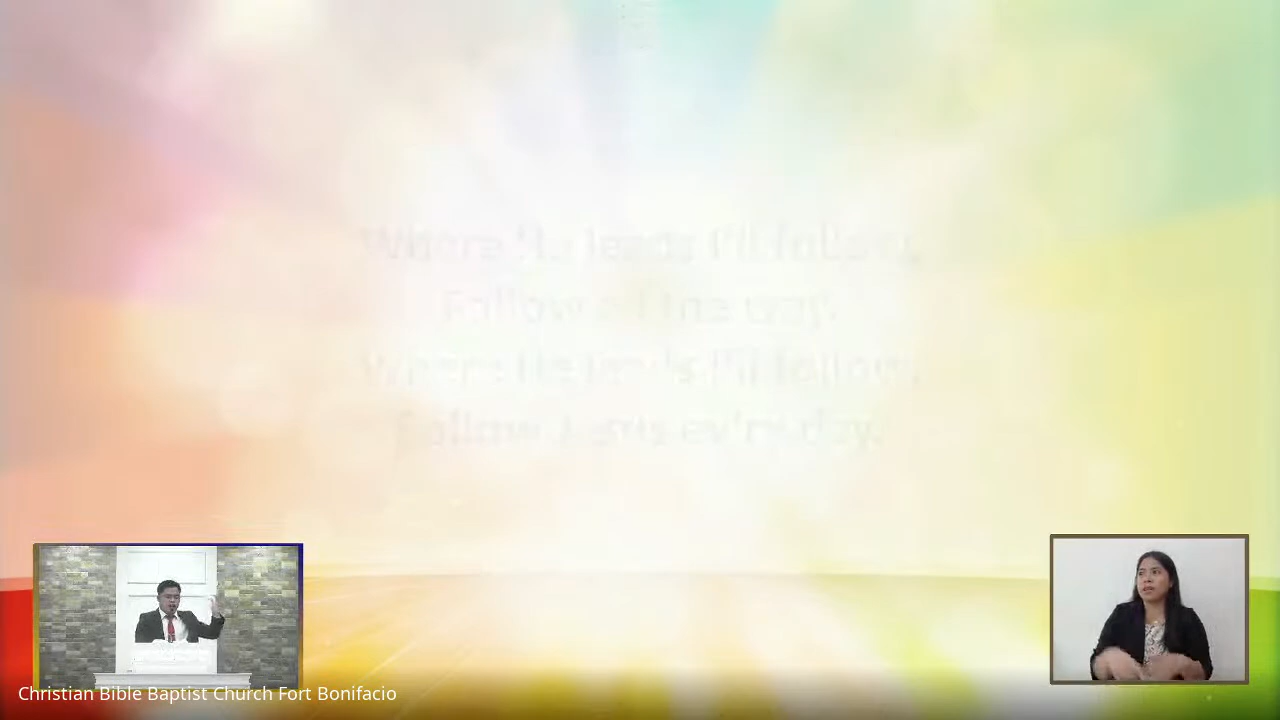 Where He leads I'll follow,
Follow all the way.
Where He leads I'll follow,
Follow Jesus ev'ry day.
Christian Bible Baptist Church Fort Bonifacio